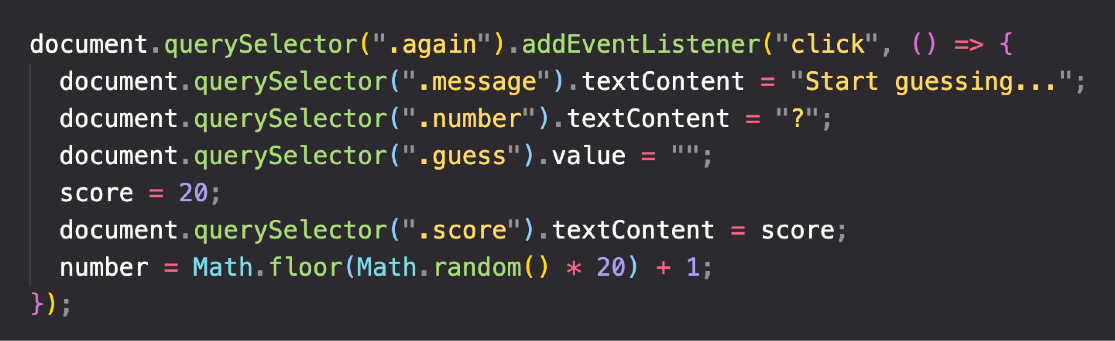 document.querySelector(".again").addEventListener("click", () => {
  document.querySelector(".message").textContent = "Start guessing...";
  document.querySelector(".number").textContent = "?";
  document.querySelector(".guess").value = "";
  score = 20;
  document.querySelector(".score").textContent = score;
  number = Math.floor(Math.random() * 20) + 1;
});